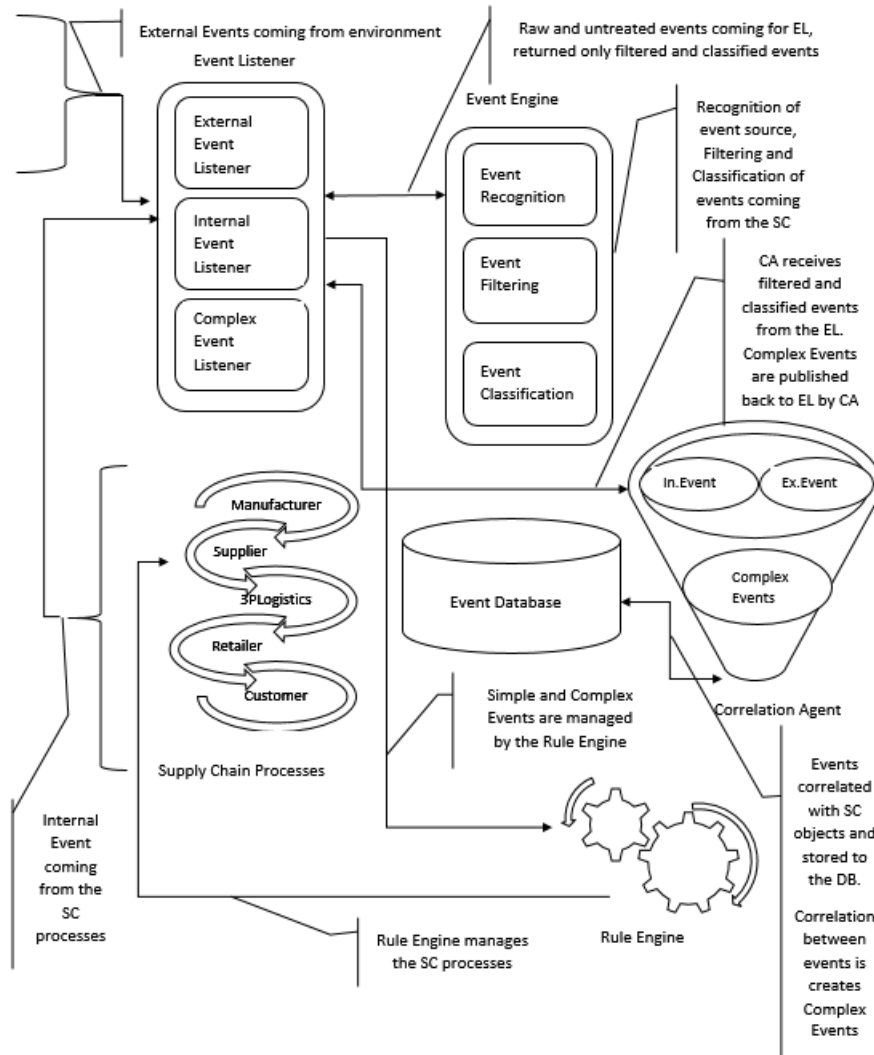 External Events coming from environment
Raw and untreated events coming for EL,
returned only filtered and classified events
Event Listener
External
Event
Listener
Internal
Event
Listener
Complex
Event
Listener
Event Engine
Event
Recognition
Event
Filtering
Event
Classification
Recognition of
event source,
Filtering and
Classification of
events coming
from the SC
CA receives
filtered and
classified events
from the EL.
Complex Events
are published
back to EL by CA
In.Event
Ex.Event
Complex
Events
Correlation Agent
Manufacturer
Supplier
3PLogistics
Retailer
Customer
Supply Chain Processes
Event Database
Simple and Complex
Events are managed
by the Rule Engine
Internal
Event
coming
from the
SC
processes
Rule Engine
Rule Engine manages
the SC processes
Events
correlated
with SC
objects and
stored to
the DB.
Correlation
between
events is
creates
Complex
Events